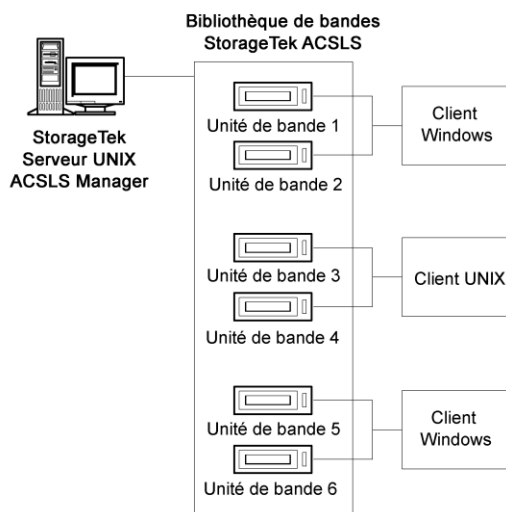 Bibliothèque de bandes
StorageTek ACSLS
StorageTek
Serveur UNIX
ACSLS Manager
Unité de bande 1
Unité de bande 2
Client
Windows
Unité de bande 3
Unité de bande 4
Client UNIX
Unité de bande 5
Unité de bande 6
Client
Windows